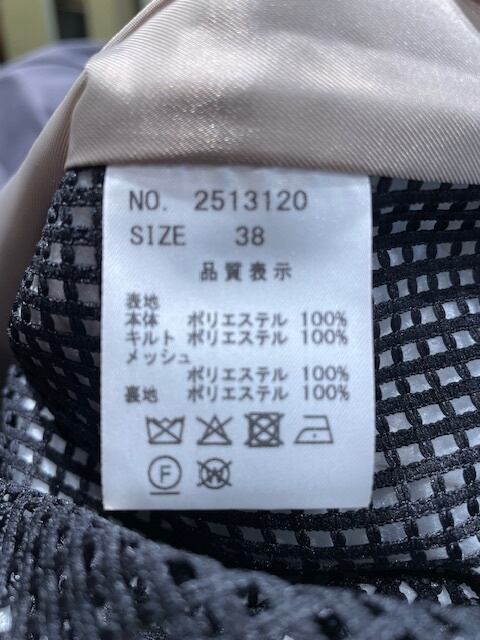 NO. 2513120
SIZE 38
品質表示
表地
本体 ポリエステル 100%
キルト ポリエステル 100%
メッシュ
ポリエステル 100%
裏地 ポリエステル 100%
F
W